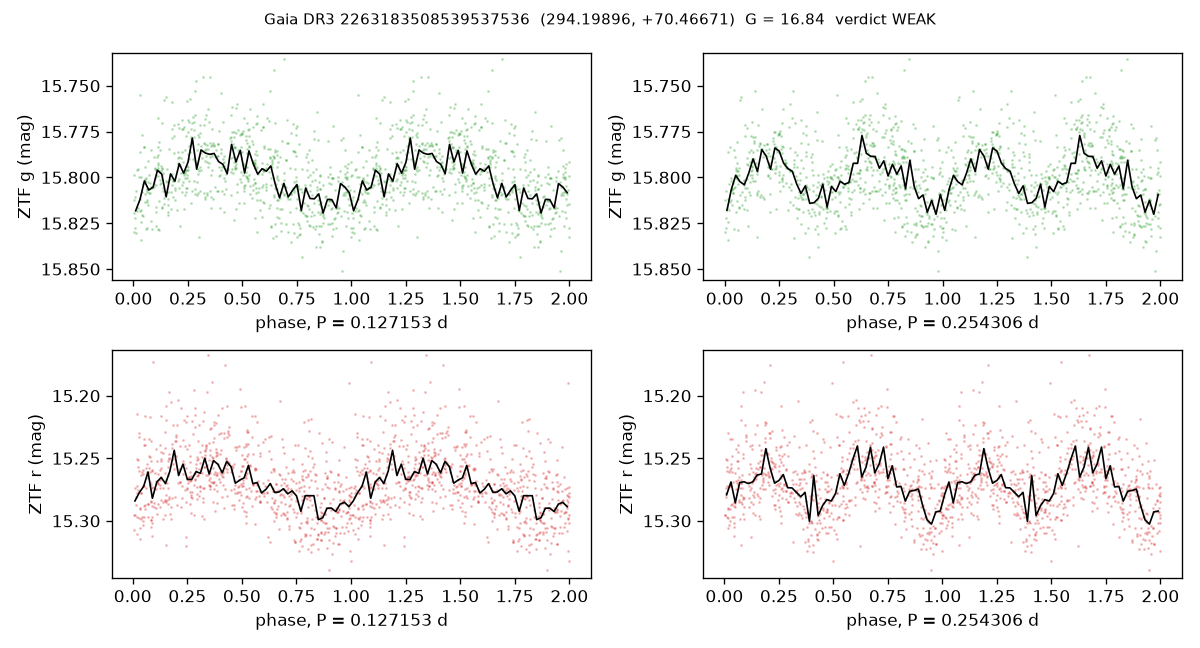 Gaia DR3 2263183508539537536 (294.19896, +70.46671) G = 16.84 verdict WEAK
ZTF g (mag)
15.750
15.775
15.800
15.825
15.850
0.00 0.25 0.50 0.75 1.00 1.25 1.50 1.75 2.00
phase, P = 0.127153 d
ZTF g (mag)
15.750
15.775
15.800
15.825
15.850
0.00 0.25 0.50 0.75 1.00 1.25 1.50 1.75 2.00
phase, P = 0.254306 d
ZTF r (mag)
15.20
15.25
15.30
0.00 0.25 0.50 0.75 1.00 1.25 1.50 1.75 2.00
phase, P = 0.127153 d
ZTF r (mag)
15.20
15.25
15.30
0.00 0.25 0.50 0.75 1.00 1.25 1.50 1.75 2.00
phase, P = 0.254306 d